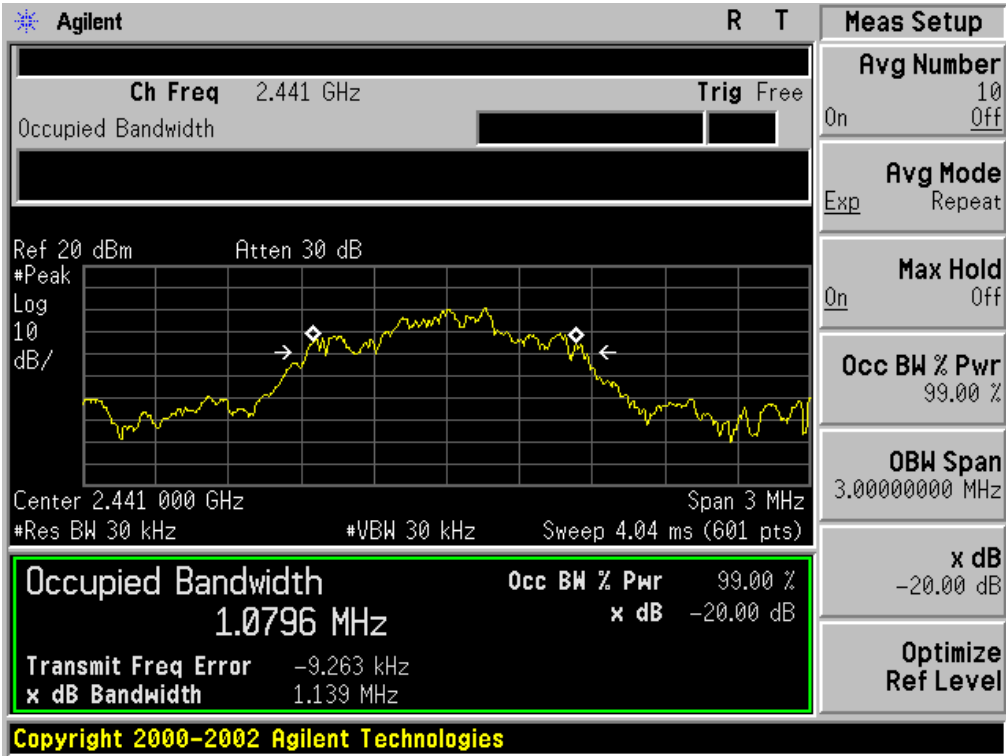 Agilent R T
Meas Setup
Ch Freq 2.441 GHz Trig Free
Occupied Bandwidth
Ref 20 dBm Atten 30 dB
#Peak
Log
10
dB/
Center 2.441 000 GHz Span 3 MHz
#Res BW 30 kHz #VBW 30 kHz Sweep 4.04 ms (601 pts)
Occupied Bandwidth Occ BW % Pwr 99.00 %
1.0796 MHz x dB -20.00 dB
Transmit Freq Error -9.263 kHz
x dB Bandwidth 1.139 MHz
Avg Number
10
On Off
Avg Mode
Exp Repeat
Max Hold
On Off
Occ BW % Pwr
99.00 %
OBW Span
3.00000000 MHz
x dB
-20.00 dB
Optimize
Ref Level
Copyright 2000-2002 Agilent Technologies